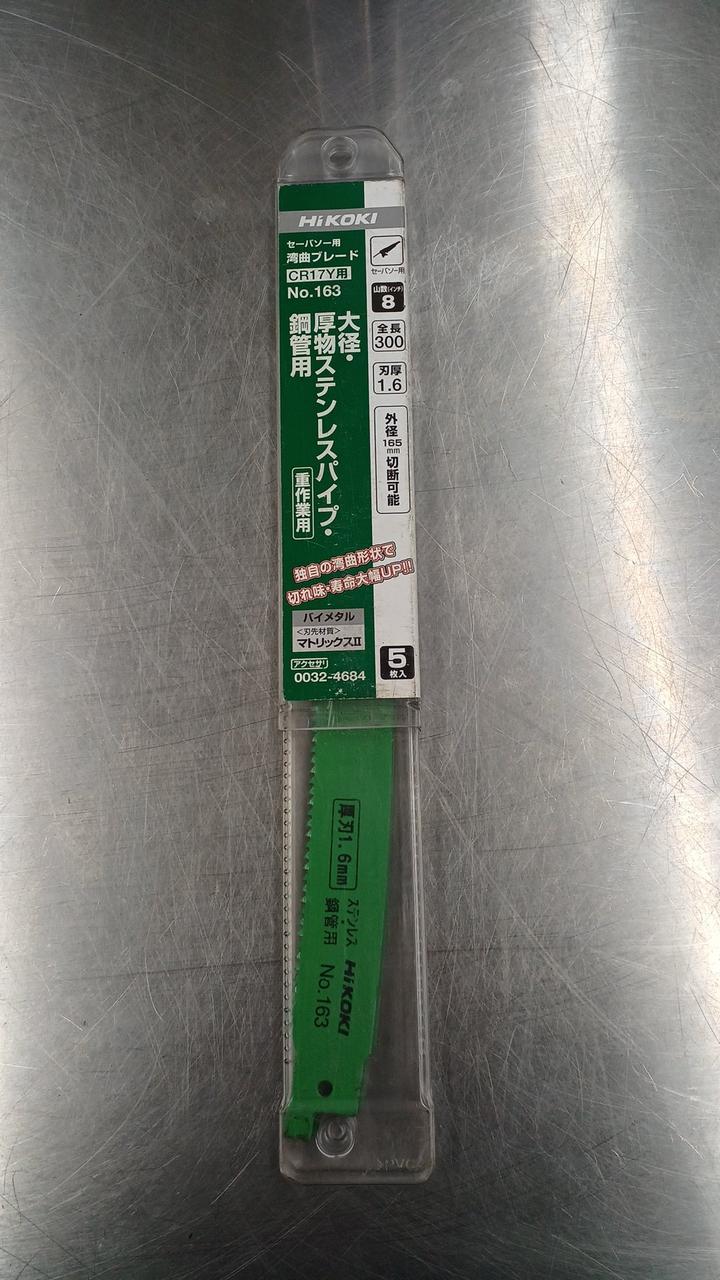 HiKOKI
セーバソー用
湾曲ブレード
CR17Y用
No.163
大径・
厚物ステンレスパイプ・
鋼管用
重作業用
セーバソー用
山数(インチ)
8
全長
300
刃厚
1.6
外径165mm切断可能
独自の湾曲形状で
切れ味・寿命大幅UP!!
バイメタル
<刃先材質>
マトリックスII
アクセサリ
0032-4684
5
枚入
厚刃1.6mm
ステンレス・
鋼管用
HiKOKI
No.163